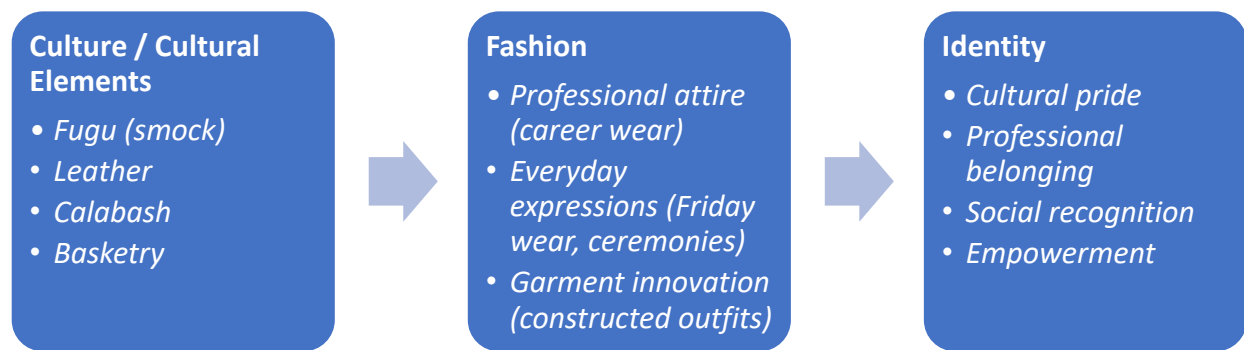 Culture / Cultural
Elements
• Fugu (smock)
• Leather
• Calabash
• Basketry
Fashion
• Professional attire
(career wear)
• Everyday
expressions (Friday
wear, ceremonies)
• Garment innovation
(constructed outfits)
Identity
• Cultural pride
• Professional
belonging
• Social recognition
• Empowerment